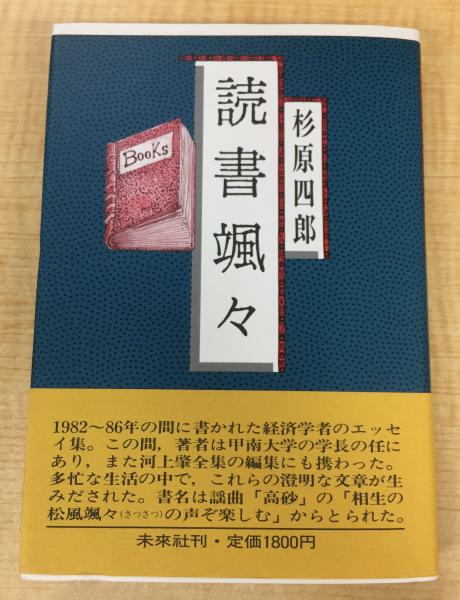 杉原四郎
読書颯々
Books
1982〜86年の間に書かれた経済学者のエッセ
イ集。この間，著者は甲南大学の学長の任に
あり，また河上肇全集の編集にも携わった。
多忙な生活の中で，これらの澄明な文章が生
みだされた。書名は謡曲「高砂」の「相生の
松風颯々(さつさつ)の声ぞ楽しむ」からとられた。
未來社刊・定価1800円